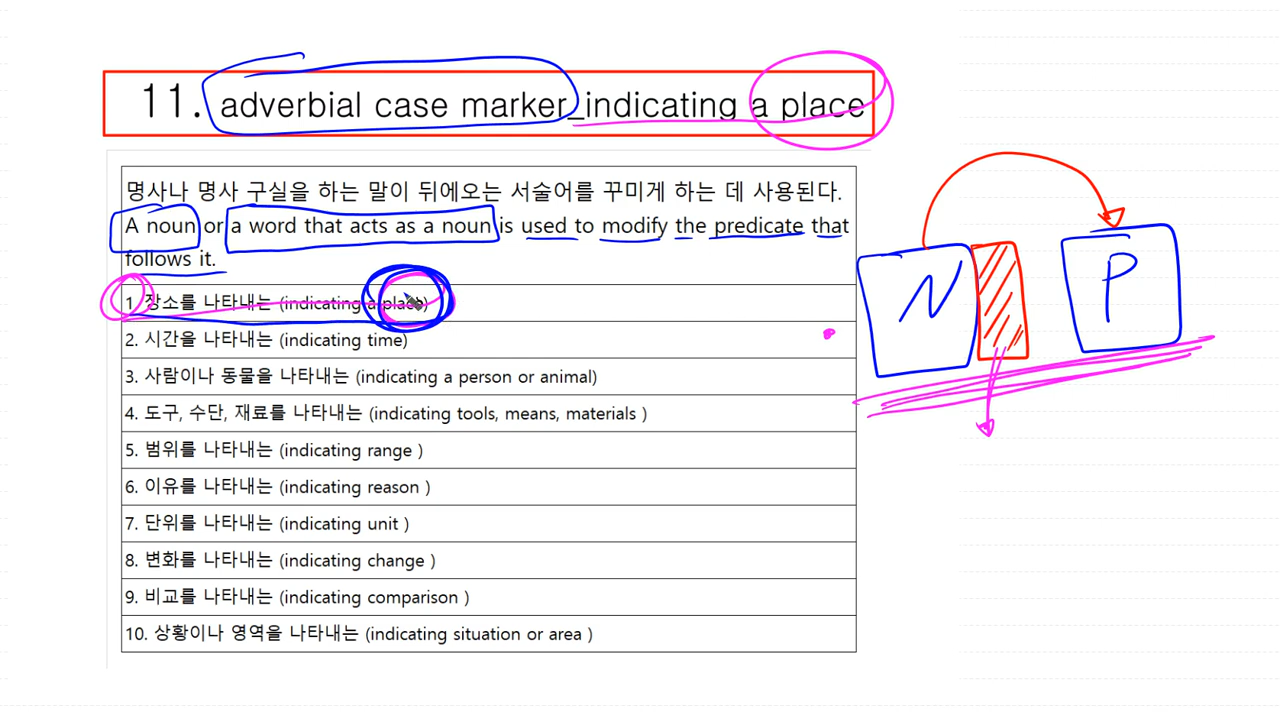 11. adverbial case marker_indicating a place
명사나 명사 구실을 하는 말이 뒤에오는 서술어를 꾸미게 하는 데 사용된다.
A noun or a word that acts as a noun is used to modify the predicate that
follows it.
1. 장소를 나타내는 (indicating a place)
2. 시간을 나타내는 (indicating time)
3. 사람이나 동물을 나타내는 (indicating a person or animal)
4. 도구, 수단, 재료를 나타내는 (indicating tools, means, materials )
5. 범위를 나타내는 (indicating range )
6. 이유를 나타내는 (indicating reason )
7. 단위를 나타내는 (indicating unit )
8. 변화를 나타내는 (indicating change )
9. 비교를 나타내는 (indicating comparison )
10. 상황이나 영역을 나타내는 (indicating situation or area )
N P